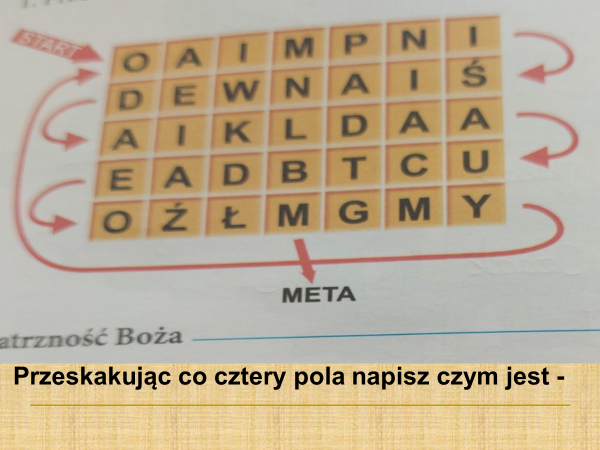 START
O A I M P N I
D E W N A I Ś
A I K L D A A
E A D B T C U
O Ź Ł M G M Y
META
atrzność Boża
Przeskakując co cztery pola napisz czym jest -